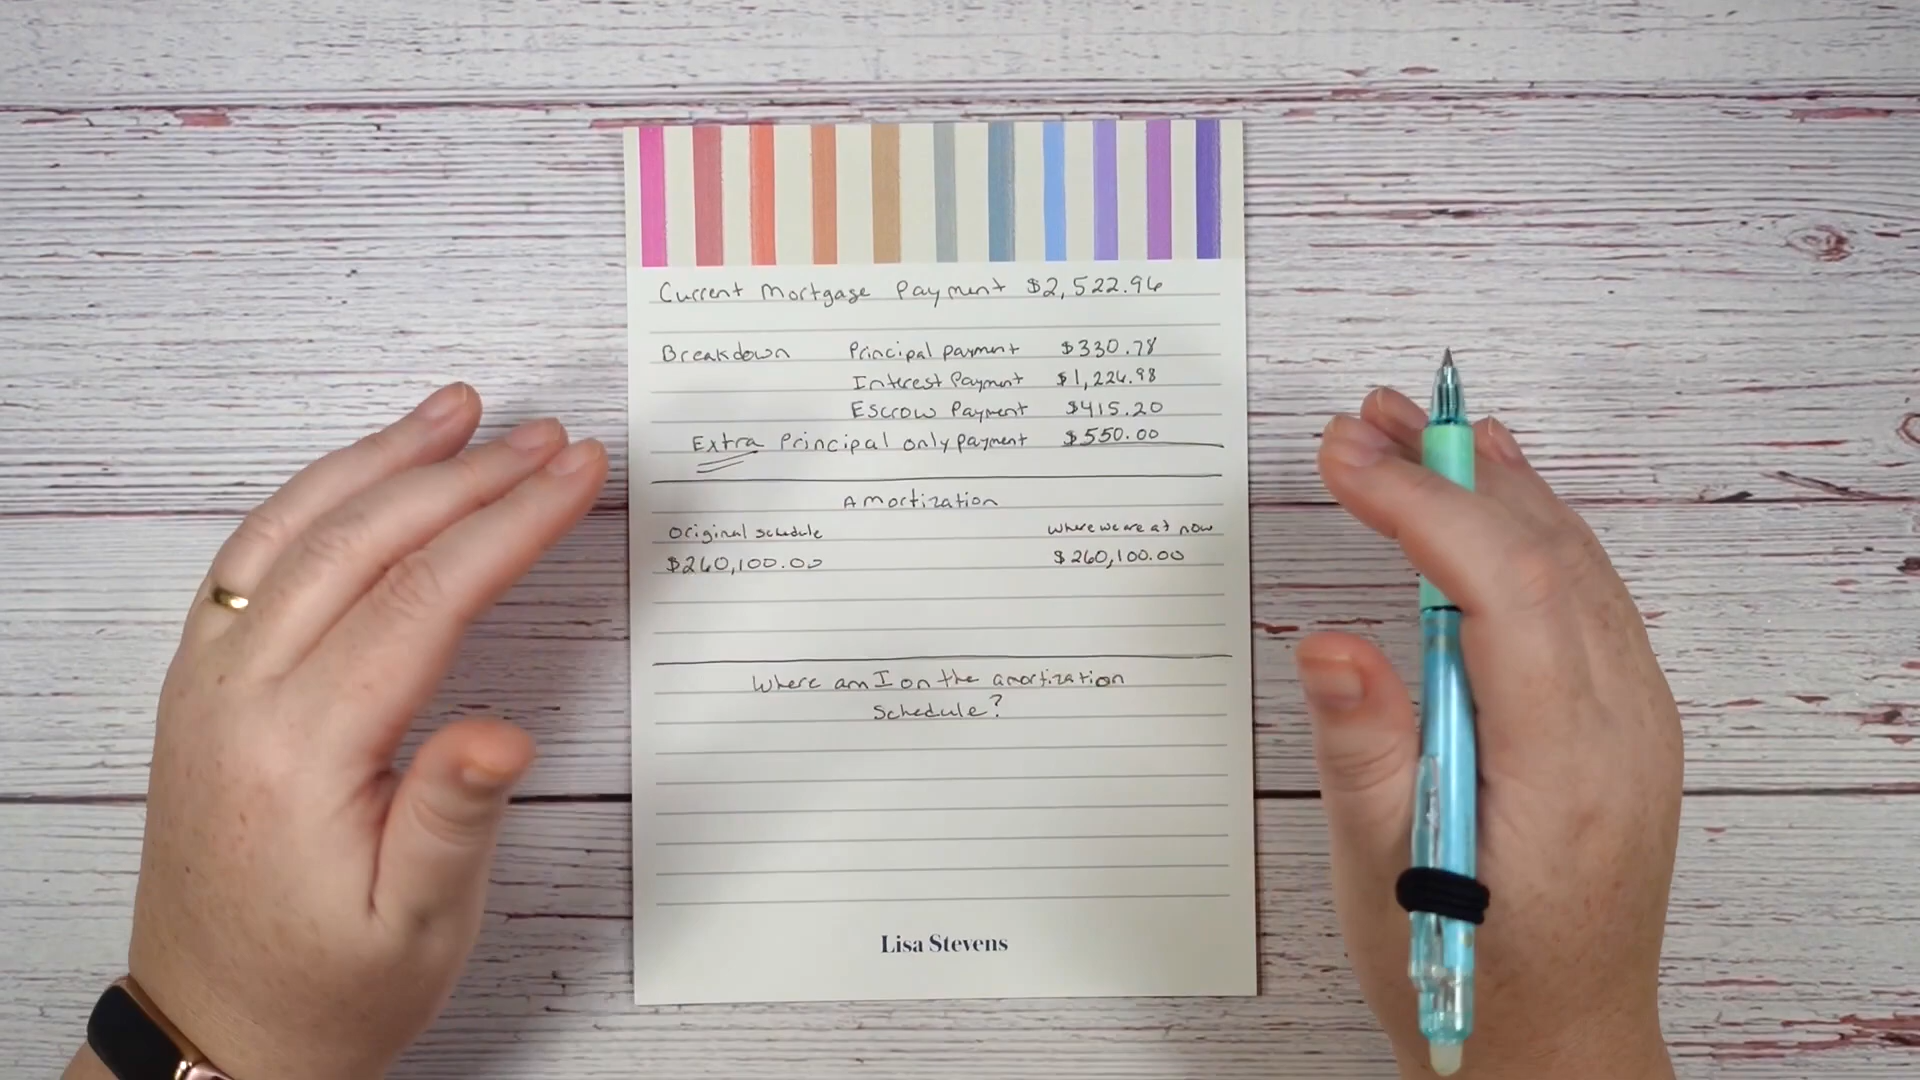 Current Mortgage Payment $2,522.96
Breakdown Principal payment $330.78
Interest Payment $1,226.98
Escrow Payment $415.20
Extra Principal only payment $550.00
Amortization
Original schedule where we are at now
$260,100.00 $260,100.00
Where am I on the amortization
schedule?
Lisa Stevens